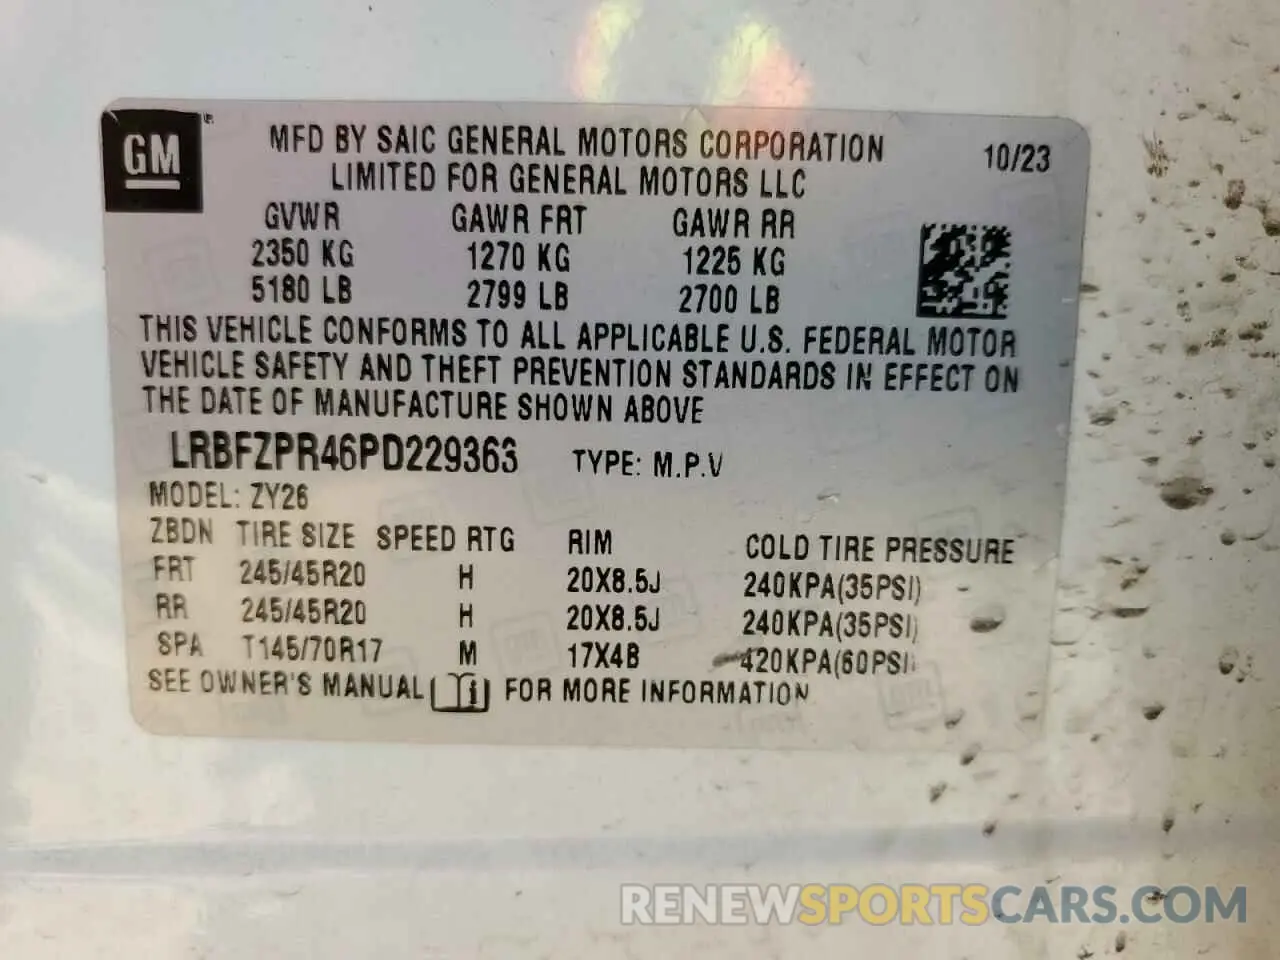 GM
MFD BY SAIC GENERAL MOTORS CORPORATION
LIMITED FOR GENERAL MOTORS LLC
10/23
GVWR GAWR FRT GAWR RR
2350 KG 1270 KG 1225 KG
5180 LB 2799 LB 2700 LB
THIS VEHICLE CONFORMS TO ALL APPLICABLE U.S. FEDERAL MOTOR
VEHICLE SAFETY AND THEFT PREVENTION STANDARDS IN EFFECT ON
THE DATE OF MANUFACTURE SHOWN ABOVE
LRBFZPR46PD229363 TYPE: M.P.V
MODEL: ZY26
ZBDN TIRE SIZE SPEED RTG RIM COLD TIRE PRESSURE
FRT 245/45R20 H 20X8.5J 240KPA(35PSI)
RR 245/45R20 H 20X8.5J 240KPA(35PSI)
SPA T145/70R17 M 17X4B 420KPA(60PSI)
SEE OWNER'S MANUAL i FOR MORE INFORMATION
RENEWSPORTSCARS.COM